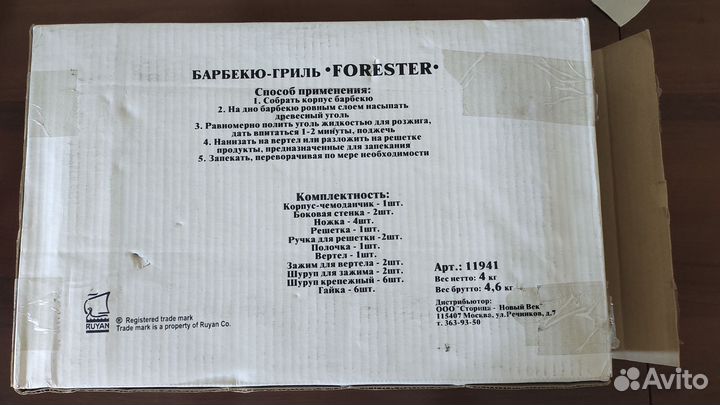 БАРБЕКЮ-ГРИЛЬ •FORESTER•
Способ применения:
1. Собрать корпус барбекю
2. На дно барбекю ровным слоем насыпать
древесный уголь
3. Равномерно полить уголь жидкостью для розжига,
дать впитаться 1-2 минуты, поджечь
4. Нанизать на вертел или разложить на решетке
продукты, предназначенные для запекания
5. Запекать, переворачивая по мере необходимости
Комплектность:
Корпус-чемоданчик - 1шт.
Боковая стенка - 2шт.
Ножка - 4шт.
Решетка - 1шт.
Ручка для решетки -2шт.
Полочка - 1шт.
Вертел - 1шт.
Зажим для вертела - 2шт.
Шуруп для зажима - 2шт.
Шуруп крепежный - 6шт.
Гайка - 6шт.
Арт.: 11941
Вес нетто: 4 кг
Вес брутто: 4,6 кг
Дистрибьютор:
ООО "Сторица - Новый Век"
115407 Москва, ул.Речников, д.7
т. 363-93-50
RUYAN
® Registered trade mark
Trade mark is a property of Ruyan Co.
Avito